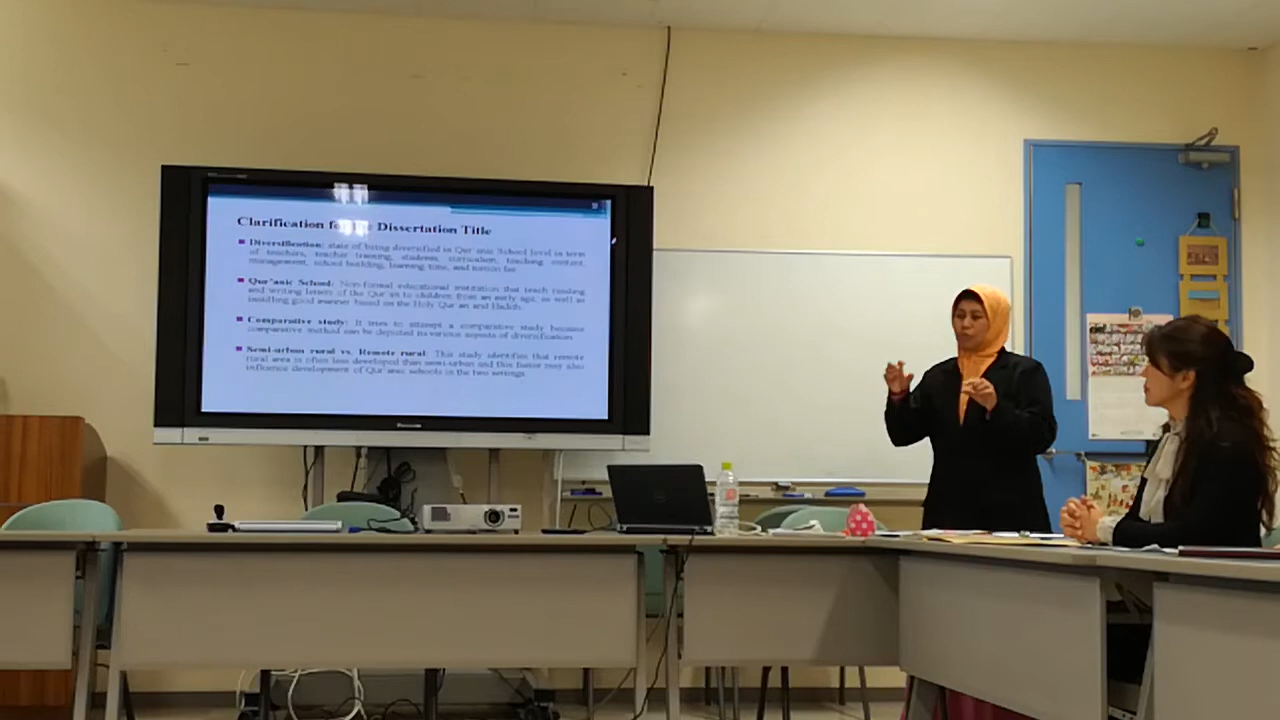 Clarification for the Dissertation Title
Diversification: state of being diversified in Qur'anic School level in term
of teachers, teacher training, students, curriculum, teaching content,
management, school building, learning time, and tuition fee
Qur'anic School: Non-formal educational institution that teach reading
and writing letters of the Qur'an to children from an early age, as well as
instilling good manner based on the Holy Qur'an and Hadith
Comparative study: It tries to attempt a comparative study because
comparative method can be depicted its various aspects of diversification
Semi-urban rural vs. Remote rural: This study identifies that remote
rural area is often less developed than semi-urban and this factor may also
influence development of Qur'anic schools in the two settings
Panasonic